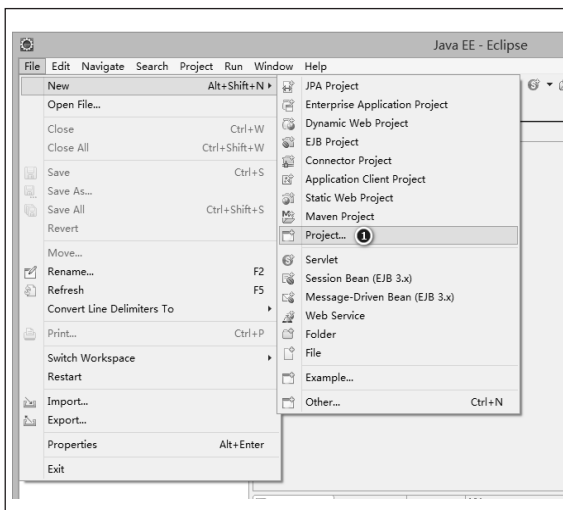 Java EE - Eclipse
File Edit Navigate Search Project Run Window Help
New Alt+Shift+N
Open File...
Close Ctrl+W
Close All Ctrl+Shift+W
Save Ctrl+S
Save As...
Save All Ctrl+Shift+S
Revert
Move...
Rename... F2
Refresh F5
Convert Line Delimiters To
Print... Ctrl+P
Switch Workspace
Restart
Import...
Export...
Properties Alt+Enter
Exit
JPA Project
Enterprise Application Project
Dynamic Web Project
EJB Project
Connector Project
Application Client Project
Static Web Project
Maven Project
Project... 1
Servlet
Session Bean (EJB 3.x)
Message-Driven Bean (EJB 3.x)
Web Service
Folder
File
Example...
Other... Ctrl+N